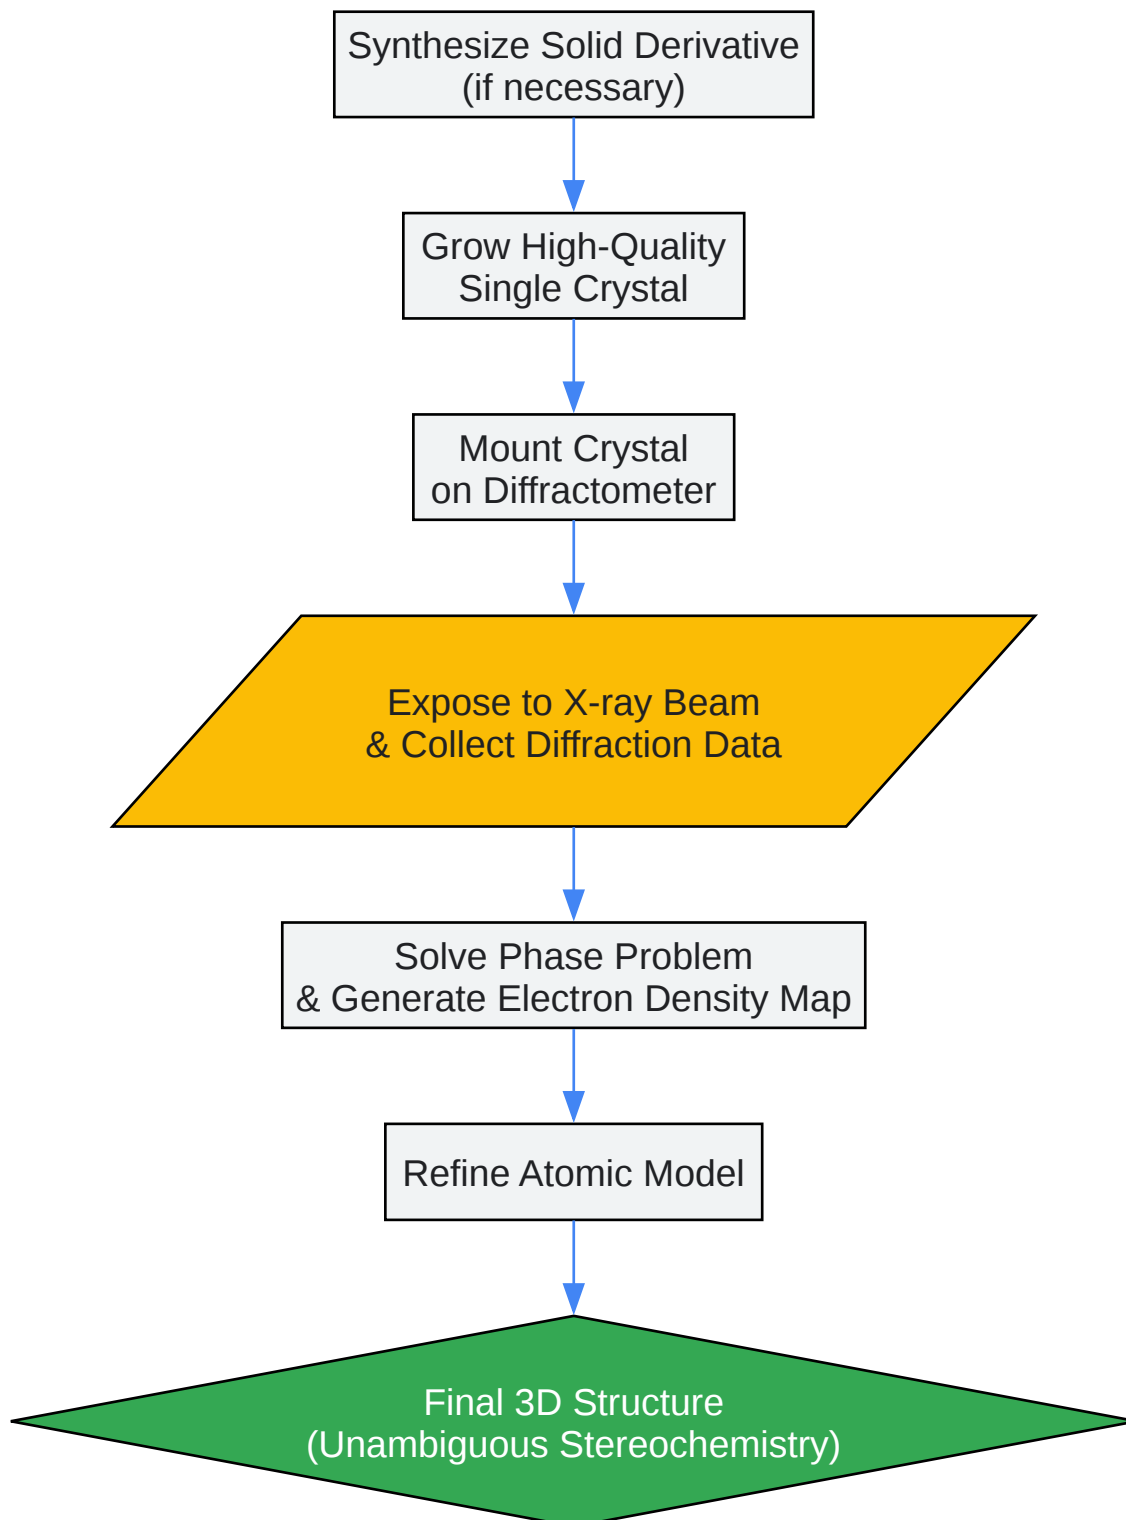 Synthesize Solid Derivative
(if necessary)
Grow High-Quality
Single Crystal
Mount Crystal
on Diffractometer
Expose to X-ray Beam
& Collect Diffraction Data
Solve Phase Problem
& Generate Electron Density Map
Refine Atomic Model
Final 3D Structure
(Unambiguous Stereochemistry)